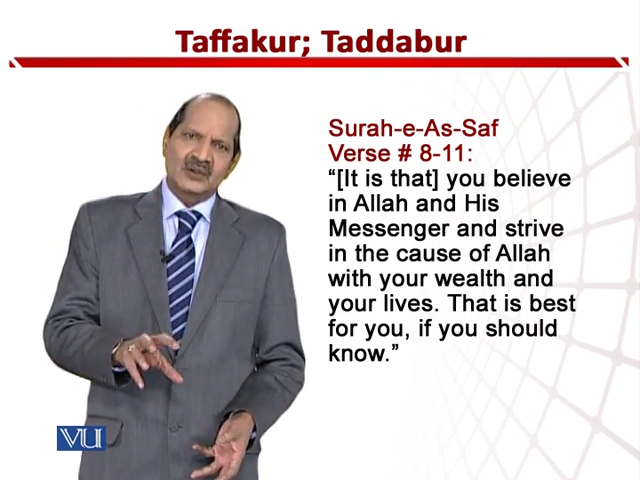 Taffakur; Taddabur
Surah-e-As-Saf
Verse # 8-11:
“[It is that] you believe
in Allah and His
Messenger and strive
in the cause of Allah
with your wealth and
your lives. That is best
for you, if you should
know.”
VU